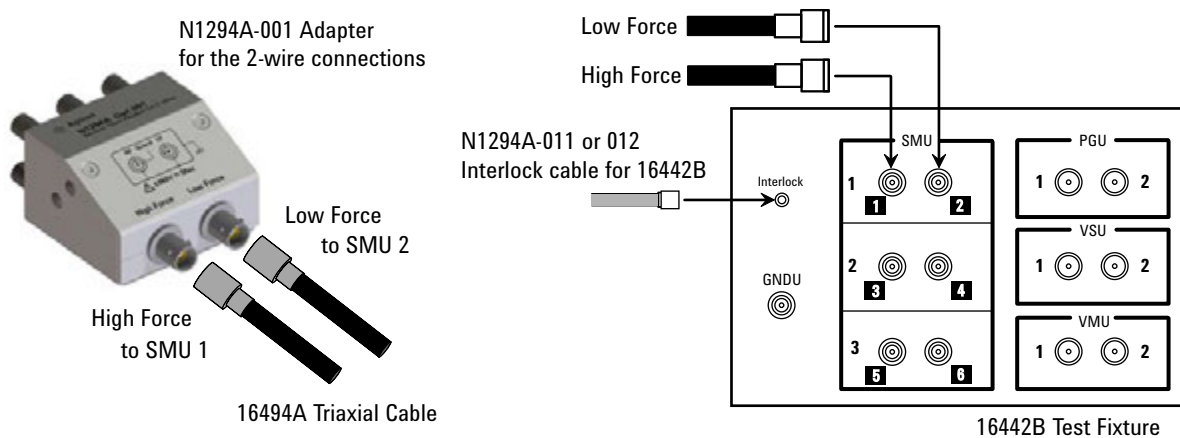 N1294A-001 Adapter
for the 2-wire connections
High Force
Low Force
Low Force
to SMU 2
High Force
to SMU 1
16494A Triaxial Cable
Low Force
High Force
N1294A-011 or 012
Interlock cable for 16442B
Interlock
GNDU
SMU
1
1
2
2
3
4
3
5
6
PGU
1
2
VSU
1
2
VMU
1
2
16442B Test Fixture